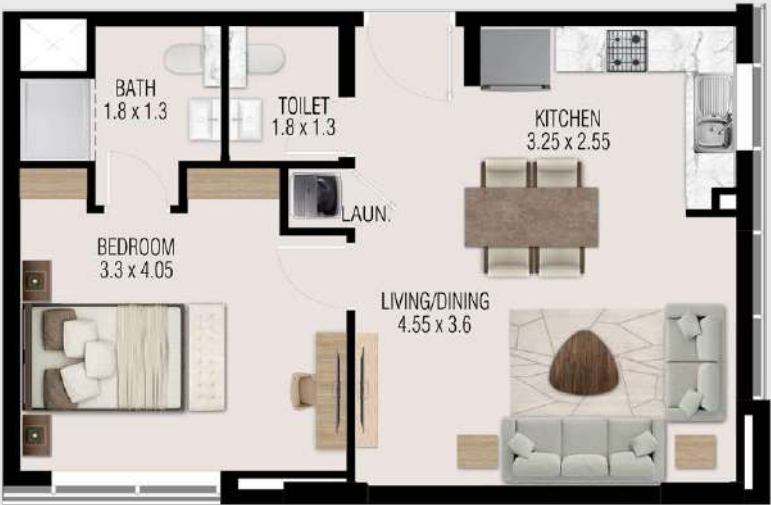 BATH
1.8 x 1.3
TOILET
1.8 x 1.3
KITCHEN
3.25 x 2.55
LAUN.
BEDROOM
3.3 x 4.05
LIVING/DINING
4.55 x 3.6